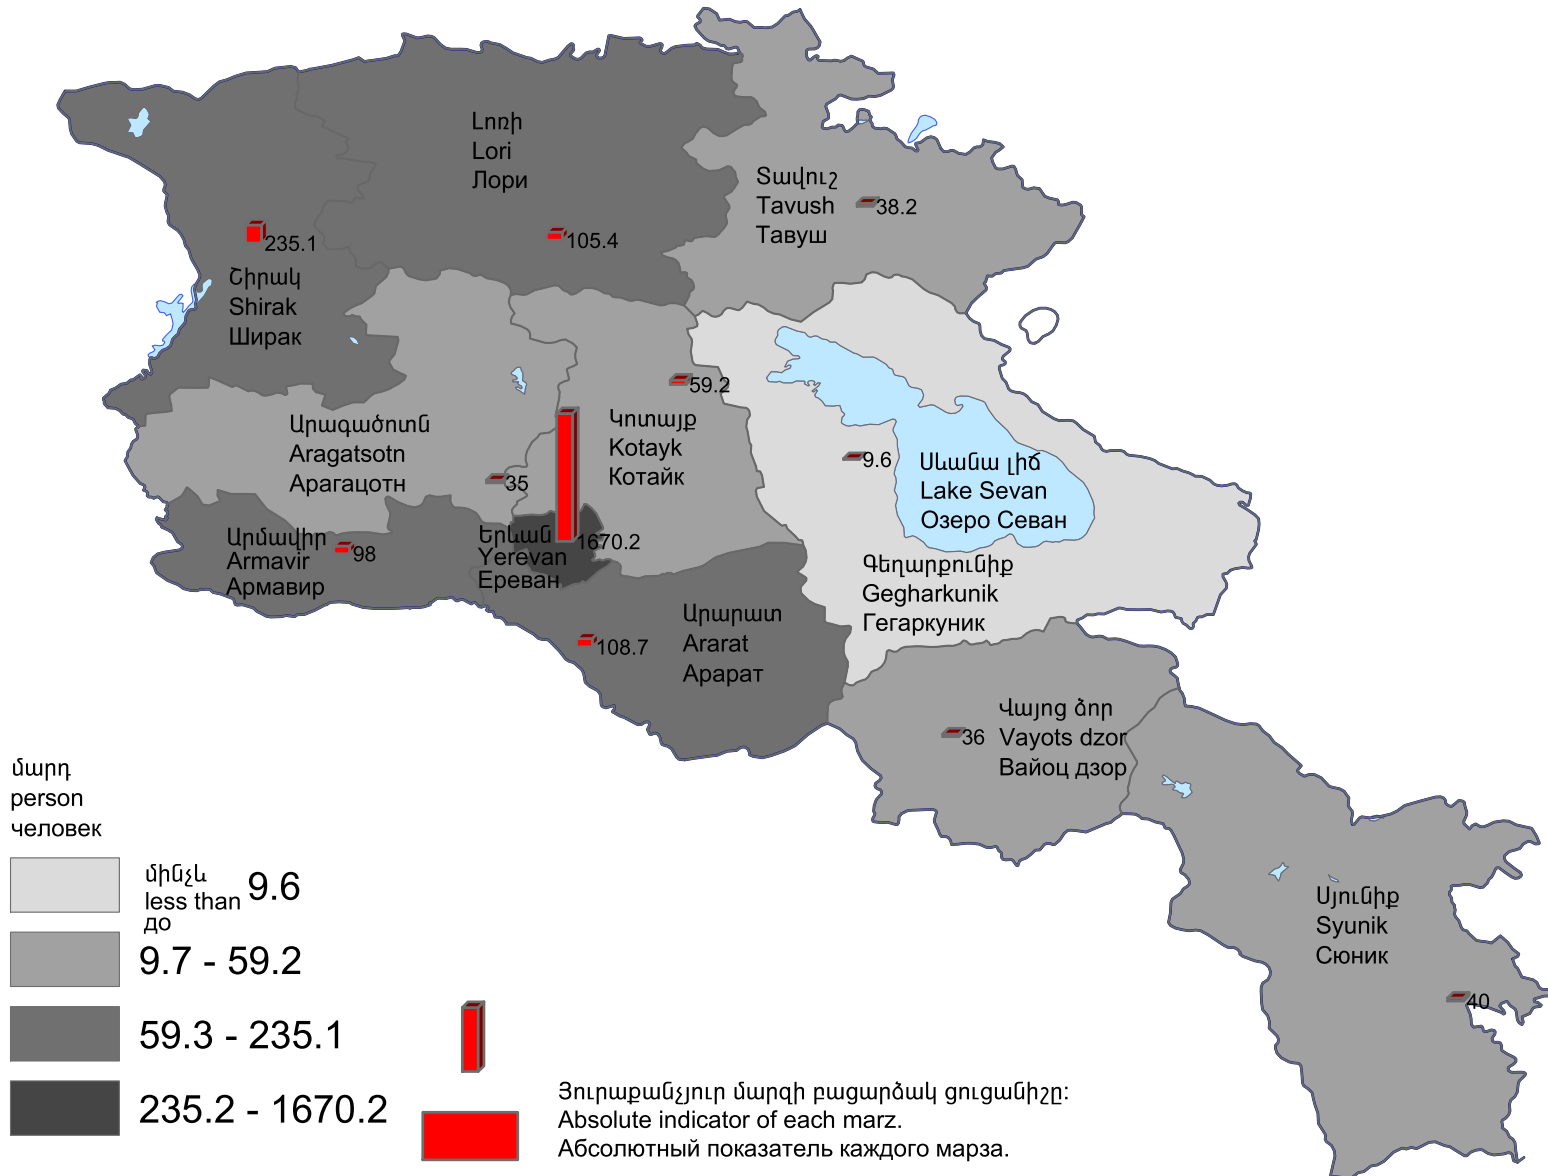 Լոռի
Lori
Лори
105.4
Տավուշ
Tavush
Тавуш
38.2
235.1
Շիրակ
Shirak
Ширак
Արագածոտն
Aragatsotn
Арагацотн
35
59.2
Կոտայք
Kotayk
Котайк
9.6
Սևանա լիճ
Lake Sevan
Озеро Севан
Գեղարքունիք
Gegharkunik
Гегаркуник
Արմավիր
Armavir
Армавир
98
Երևան
Yerevan
Ереван
1670.2
Արարատ
Ararat
Арарат
108.7
36
Վայոց ձոր
Vayots dzor
Вайоц дзор
Սյունիք
Syunik
Сюник
40
մարդ
person
человек
մինչև
less than 9.6
до
9.7 - 59.2
59.3 - 235.1
235.2 - 1670.2
Յուրաքանչյուր մարզի բացարձակ ցուցանիշը:
Absolute indicator of each marz.
Абсолютный показатель каждого марза.